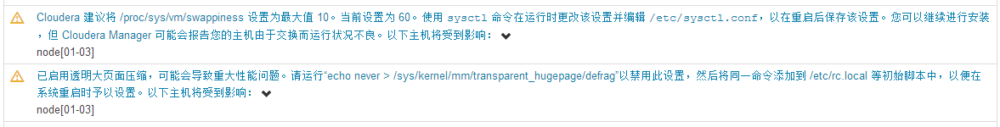 Cloudera 建议将 /proc/sys/vm/swappiness 设置为最大值 10。当前设置为 60。使用 sysctl 命令在运行时更改该设置并编辑 /etc/sysctl.conf，以在重启后保存该设置。您可以继续进行安装
，但 Cloudera Manager 可能会报告您的主机由于交换而运行状况不良。以下主机将受到影响：
node[01-03]
已启用透明大页面压缩，可能会导致重大性能问题。请运行“echo never > /sys/kernel/mm/transparent_hugepage/defrag”以禁用此设置，然后将同一命令添加到 /etc/rc.local 等初始脚本中，以便在
系统重启时予以设置。以下主机将受到影响：
node[01-03]